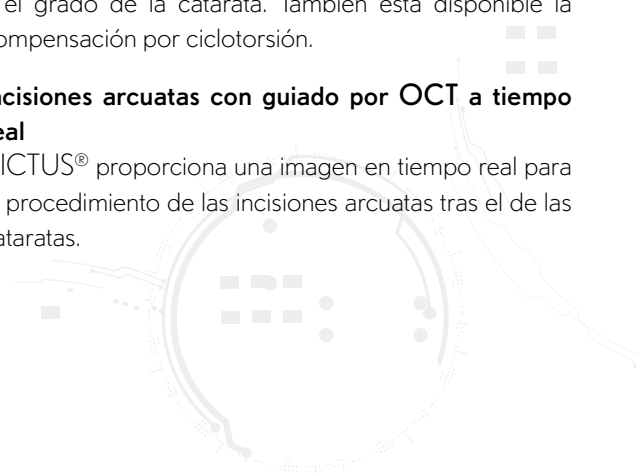 el grado de la catarata. También está disponible la
ompensación por ciclotorsión.
ncisiones arcuatas con guiado por OCT a tiempo
eal
ICTUS® proporciona una imagen en tiempo real para
procedimiento de las incisiones arcuatas tras el de las
ataratas.